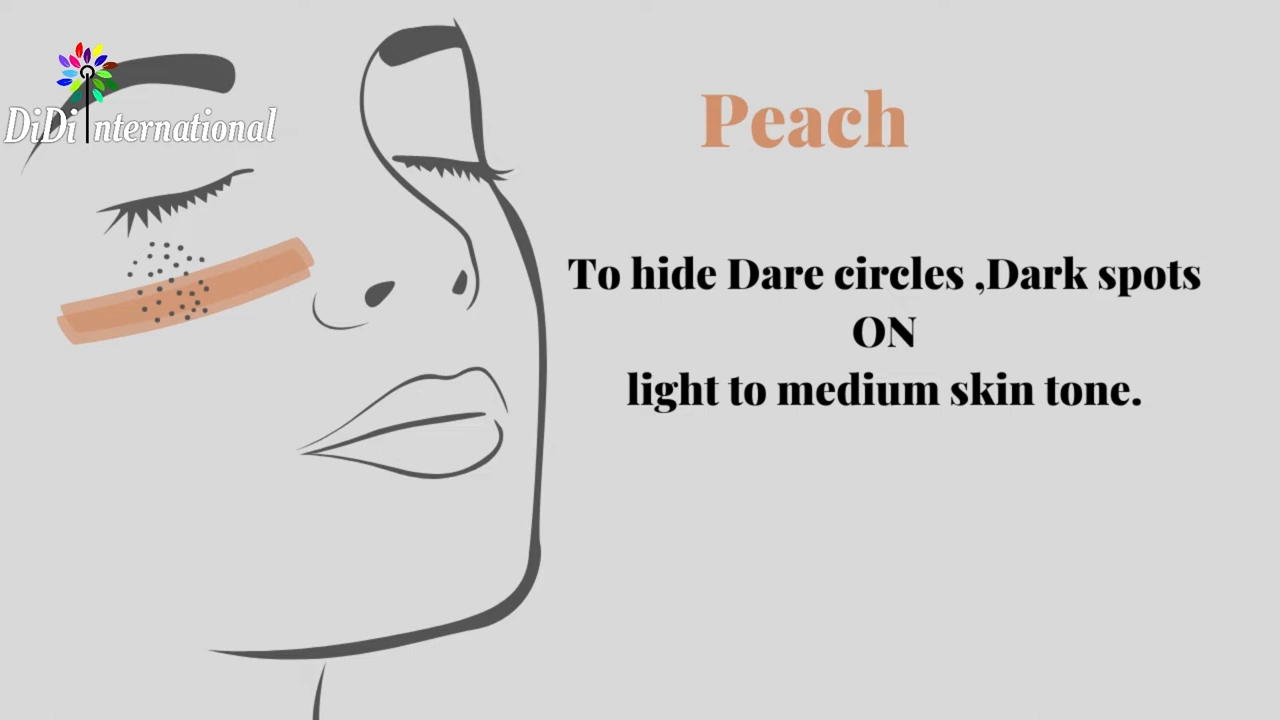 DiDi International
Peach
To hide Dare circles ,Dark spots
ON
light to medium skin tone.